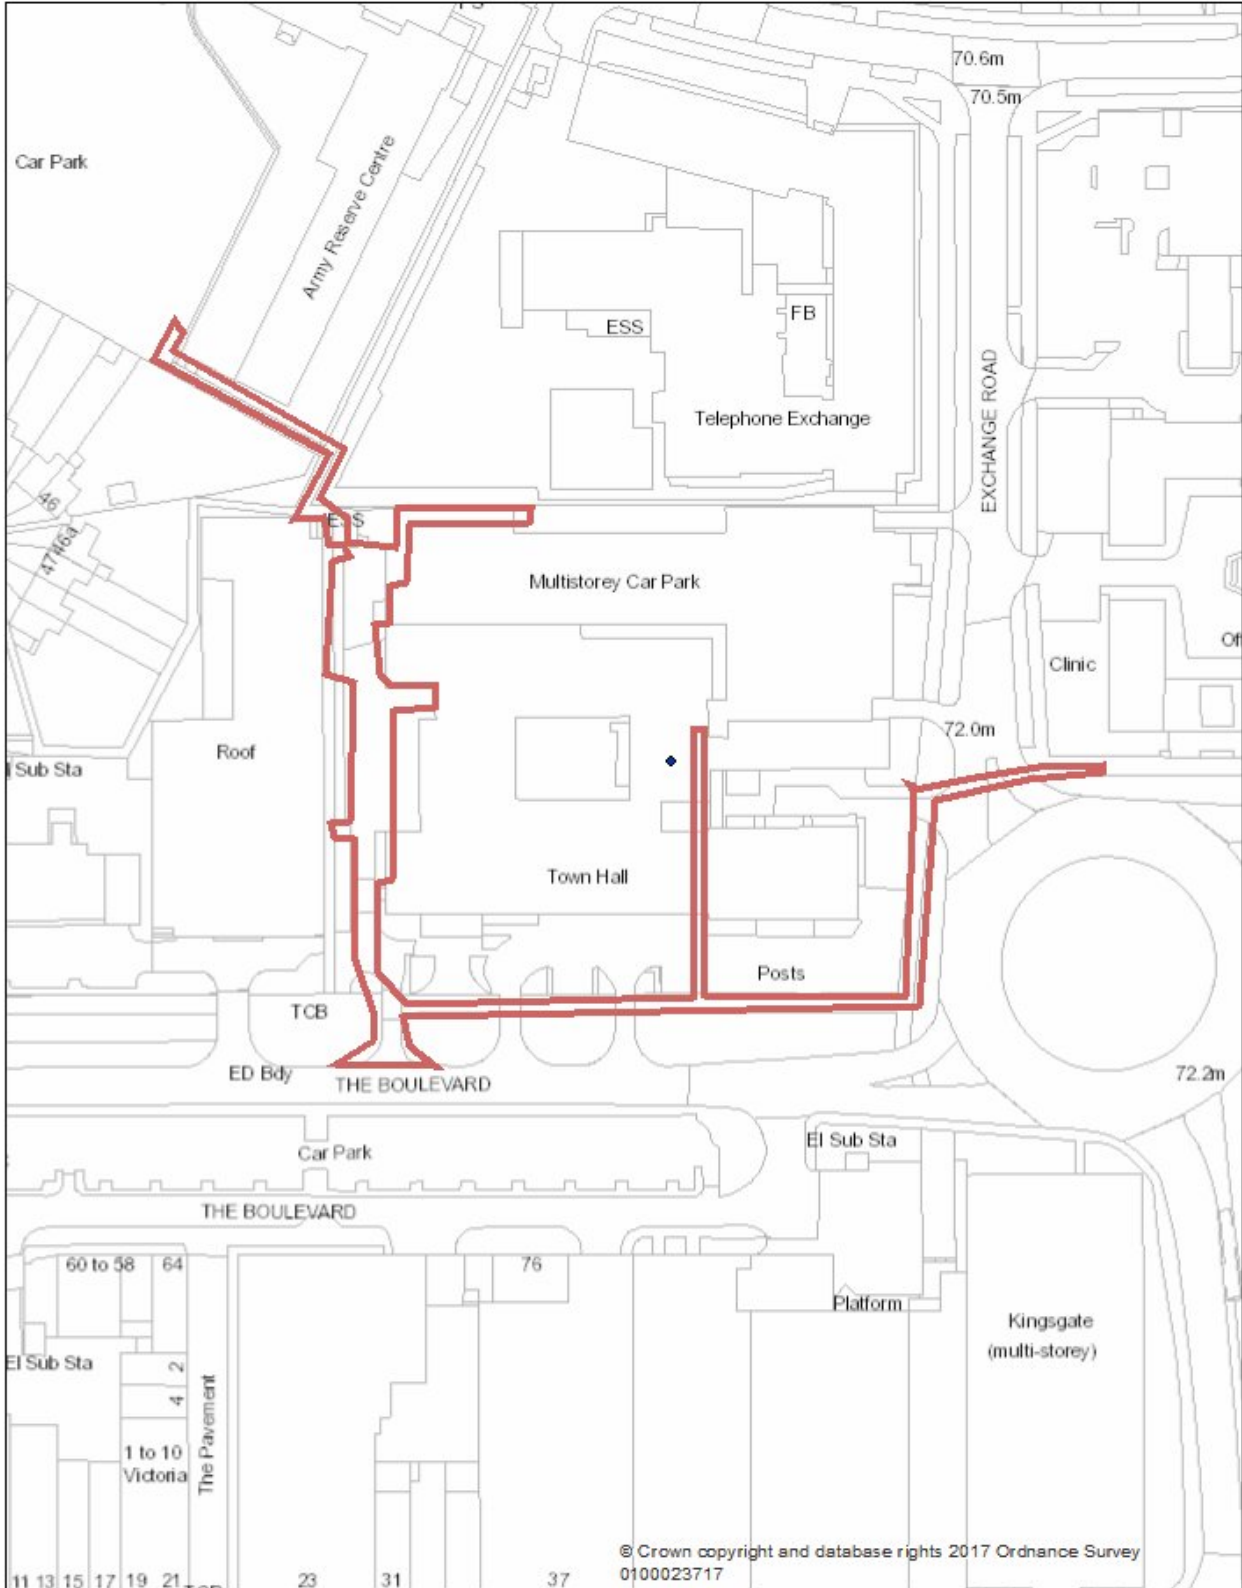 70.6m
70.5m
Car Park
Army Reserve Centre
ESS
FB
Telephone Exchange
EXCHANGE ROAD
46
4746a
ESS
Multistorey Car Park
Clinic
Roof
72.0m
l Sub Sta
Town Hall
Posts
TCB
ED Bdy
THE BOULEVARD
72.2m
El Sub Sta
Car Park
THE BOULEVARD
60 to 58
64
76
Platform
Kingsgate
(multi-storey)
El Sub Sta
2
4
The Pavement
1 to 10
Victoria
© Crown copyright and database rights 2017 Ordnance Survey
0100023717
11 13 15 17 19 21
23
31
37